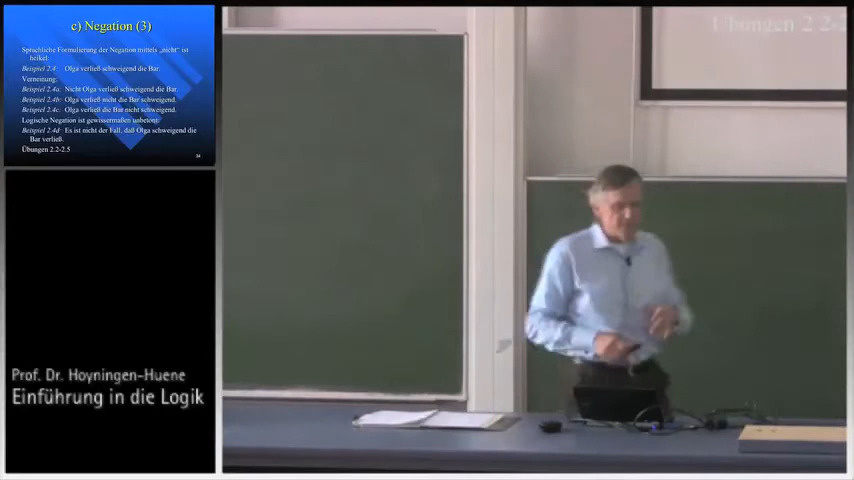 c) Negation (3)
Sprachliche Formulierung der Negation mittels „nicht“ ist
heikel:
Beispiel 2.4: Olga verließ schweigend die Bar.
Verneinung:
Beispiel 2.4a: Nicht Olga verließ schweigend die Bar.
Beispiel 2.4b: Olga verließ nicht die Bar schweigend.
Beispiel 2.4c: Olga verließ die Bar nicht schweigend.
Logische Negation ist gewissermaßen unbetont:
Beispiel 2.4d: Es ist nicht der Fall, daß Olga schweigend die
Bar verließ.
Übungen 2.2-2.5
Übungen 2.2-2
Prof. Dr. Hoyningen-Huene
Einführung in die Logik